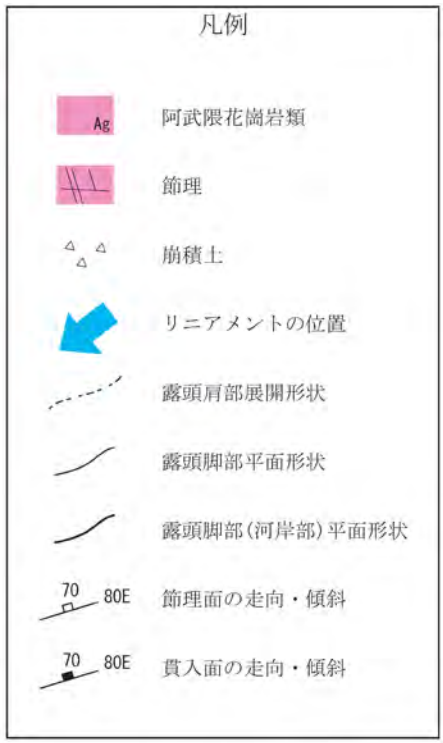 凡例
Ag 阿武隈花崗岩類
節理
崩積土
リニアメントの位置
露頭肩部展開形状
露頭脚部平面形状
露頭脚部(河岸部)平面形状
70 80E 節理面の走向・傾斜
70 80E 貫入面の走向・傾斜